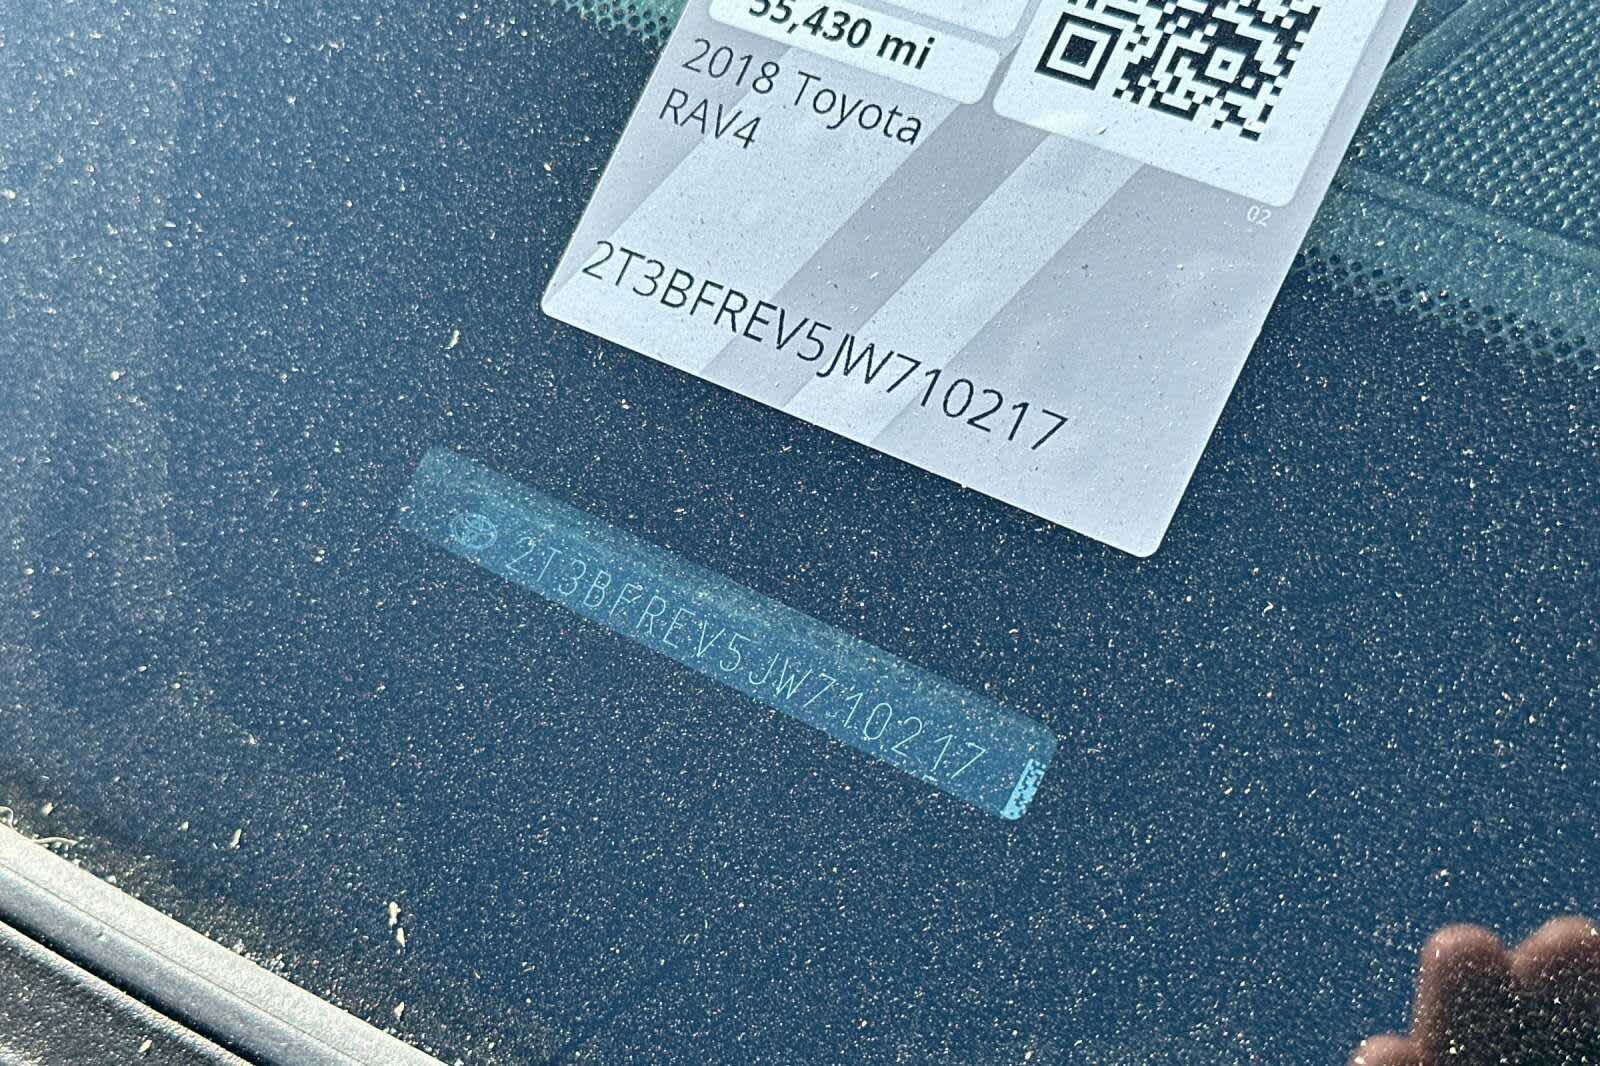 55,430 mi
2018 Toyota
RAV4
02
2T3BFREV5JW710217
2T3BFREV5JW710217